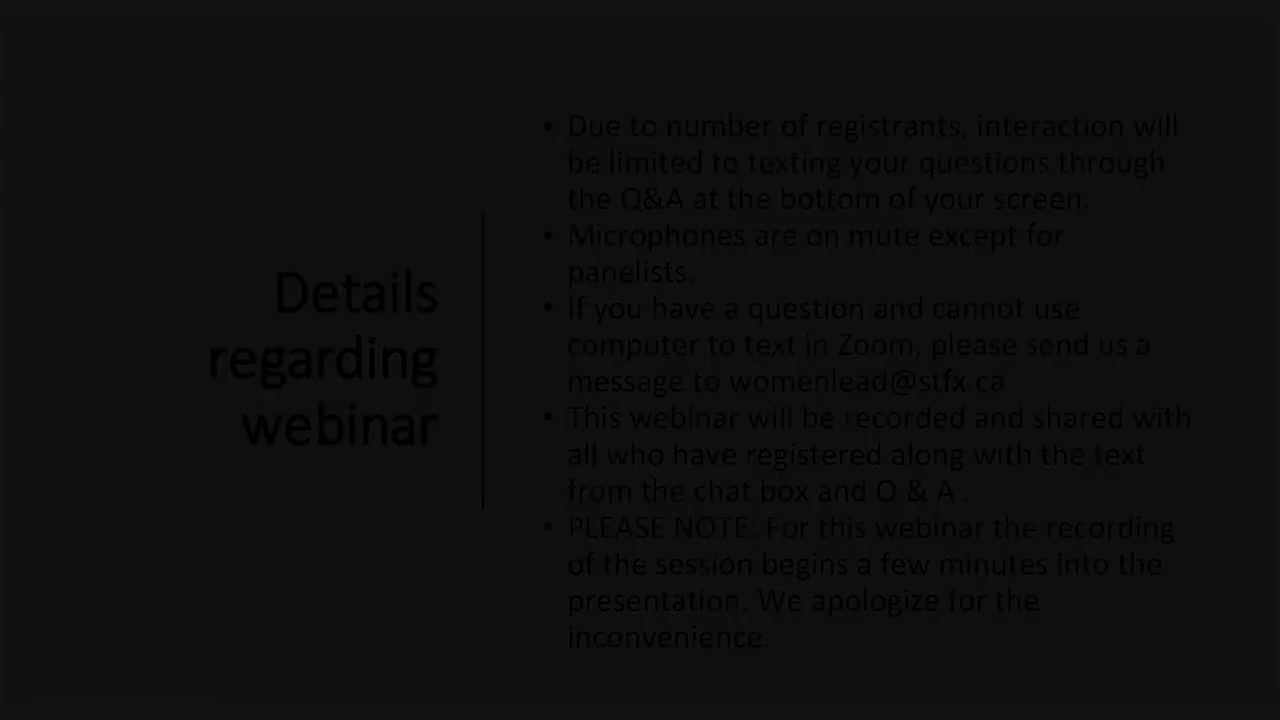 Details
regarding
webinar
• Due to number of registrants, interaction will
be limited to texting your questions through
the Q&A at the bottom of your screen.
• Microphones are on mute except for
panelists.
• If you have a question and cannot use
computer to text in Zoom, please send us a
message to womenlead@stfx.ca
• This webinar will be recorded and shared with
all who have registered along with the text
from the chat box and Q & A .
• PLEASE NOTE: For this webinar the recording
of the session begins a few minutes into the
presentation. We apologize for the
inconvenience.